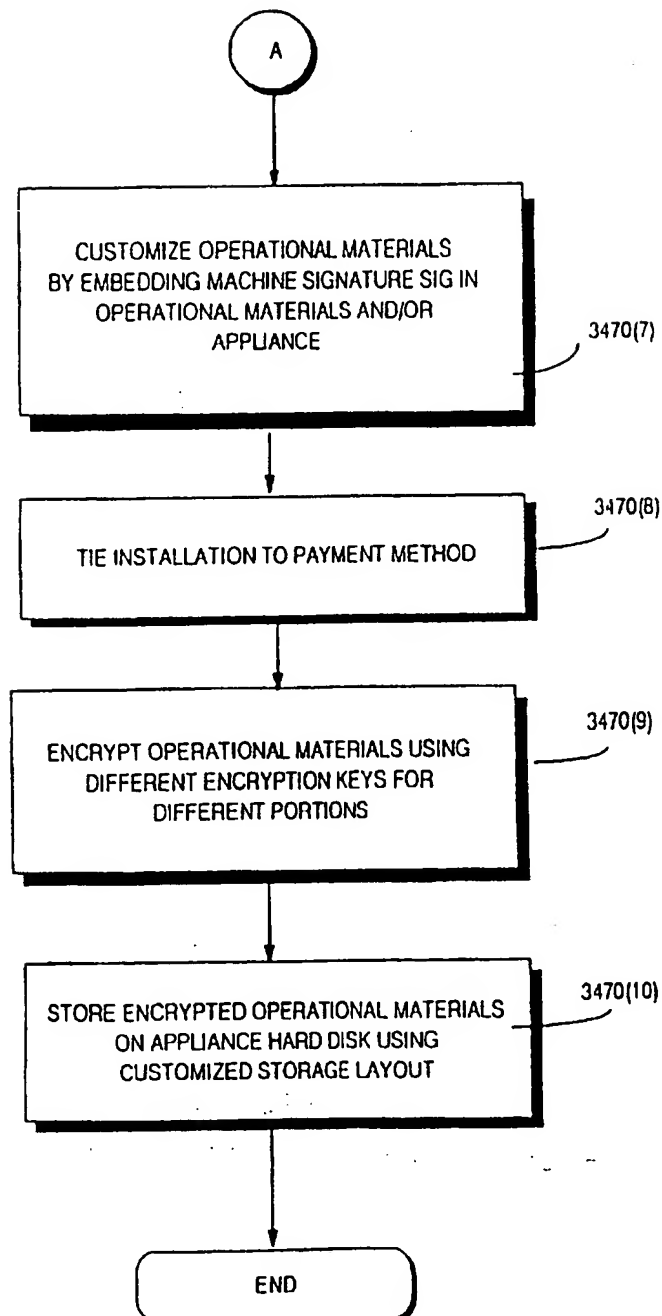 A
CUSTOMIZE OPERATIONAL MATERIALS
BY EMBEDDING MACHINE SIGNATURE SIG IN
OPERATIONAL MATERIALS AND/OR
APPLIANCE
3470(7)
3470(8)
TIE INSTALLATION TO PAYMENT METHOD
3470(9)
ENCRYPT OPERATIONAL MATERIALS USING
DIFFERENT ENCRYPTION KEYS FOR
DIFFERENT PORTIONS
3470(10)
STORE ENCRYPTED OPERATIONAL MATERIALS
ON APPLIANCE HARD DISK USING
CUSTOMIZED STORAGE LAYOUT
END